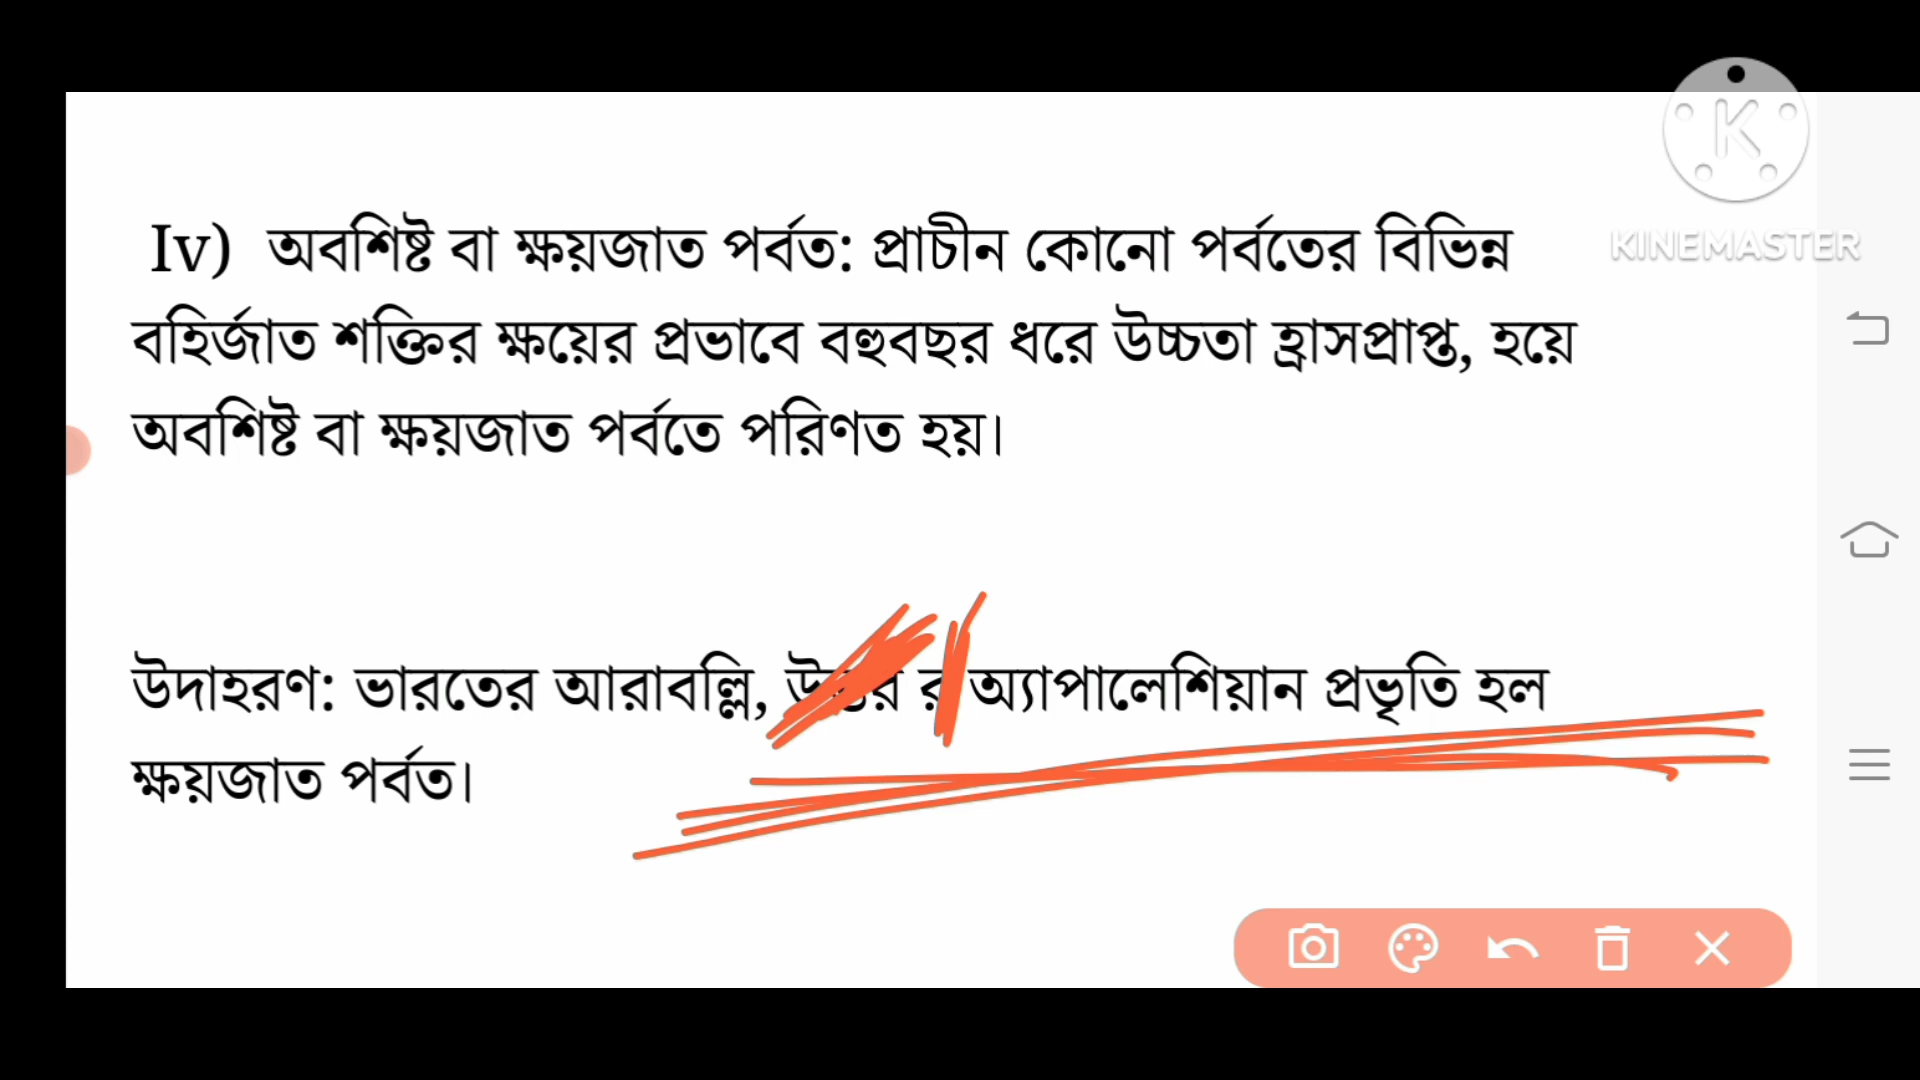 KINEMASTER
Iv) অবশিষ্ট বা ক্ষয়জাত পর্বত: প্রাচীন কোনো পর্বতের বিভিন্ন
বহির্জাত শক্তির ক্ষয়ের প্রভাবে বহুবছর ধরে উচ্চতা হ্রাসপ্রাপ্ত, হয়ে
অবশিষ্ট বা ক্ষয়জাত পর্বতে পরিণত হয়।
উদাহরণ: ভারতের আরাবল্লি, র অ্যাপালেশিয়ান প্রভৃতি হল
ক্ষয়জাত পর্বত।